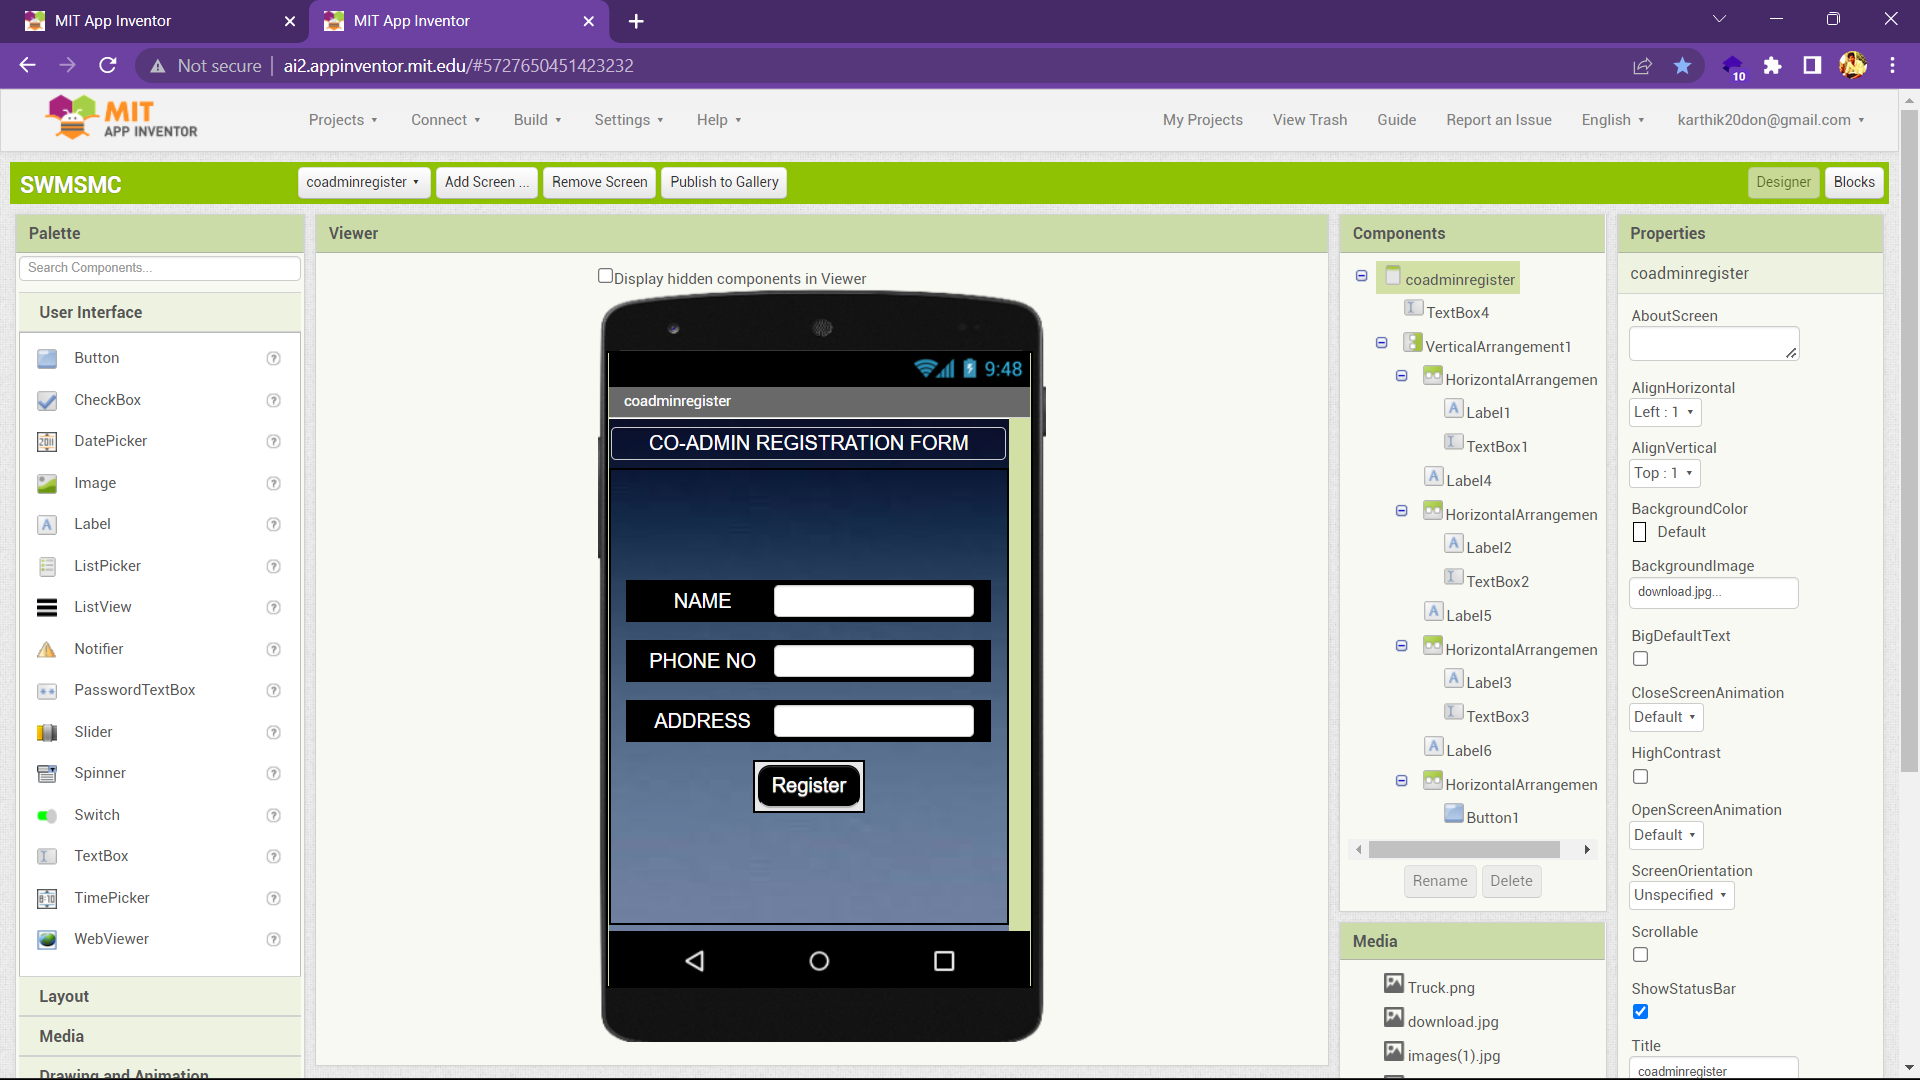 MIT App Inventor
MIT App Inventor
Not secure
ai2.appinventor.mit.edu/#5727650451423232
10
MIT
APP INVENTOR
Projects
Connect
Build
Settings
Help
My Projects
View Trash
Guide
Report an Issue
English
karthik20don@gmail.com
SWMSMC
coadminregister
Add Screen ...
Remove Screen
Publish to Gallery
Designer
Blocks
Palette
Search Components...
User Interface
Button
CheckBox
DatePicker
Image
Label
ListPicker
ListView
Notifier
PasswordTextBox
Slider
Spinner
Switch
TextBox
TimePicker
WebViewer
Layout
Media
Drawing and Animation
Viewer
Display hidden components in Viewer
9:48
coadminregister
CO-ADMIN REGISTRATION FORM
NAME
PHONE NO
ADDRESS
Register
Components
coadminregister
TextBox4
VerticalArrangement1
HorizontalArrangemen
Label1
TextBox1
Label4
HorizontalArrangemen
Label2
TextBox2
Label5
HorizontalArrangemen
Label3
TextBox3
Label6
HorizontalArrangemen
Button1
Rename
Delete
Media
Truck.png
download.jpg
images(1).jpg
Properties
coadminregister
AboutScreen
AlignHorizontal
Left : 1
AlignVertical
Top : 1
BackgroundColor
Default
BackgroundImage
download.jpg...
BigDefaultText
CloseScreenAnimation
Default
HighContrast
OpenScreenAnimation
Default
ScreenOrientation
Unspecified
Scrollable
ShowStatusBar
Title
coadminregister